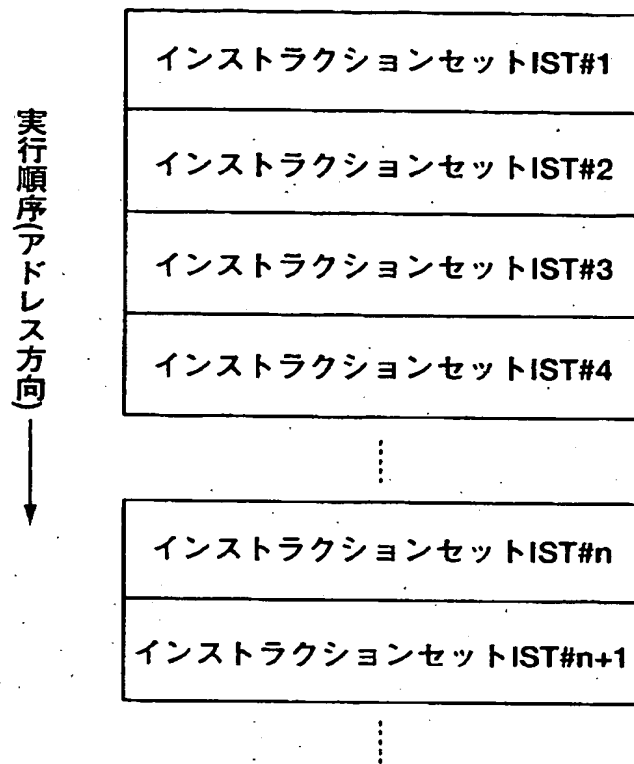 インストラクションセットIST#1
インストラクションセットIST#2
インストラクションセットIST#3
インストラクションセットIST#4
インストラクションセットIST#n
インストラクションセットIST#n+1
実行順序(アドレス方向)